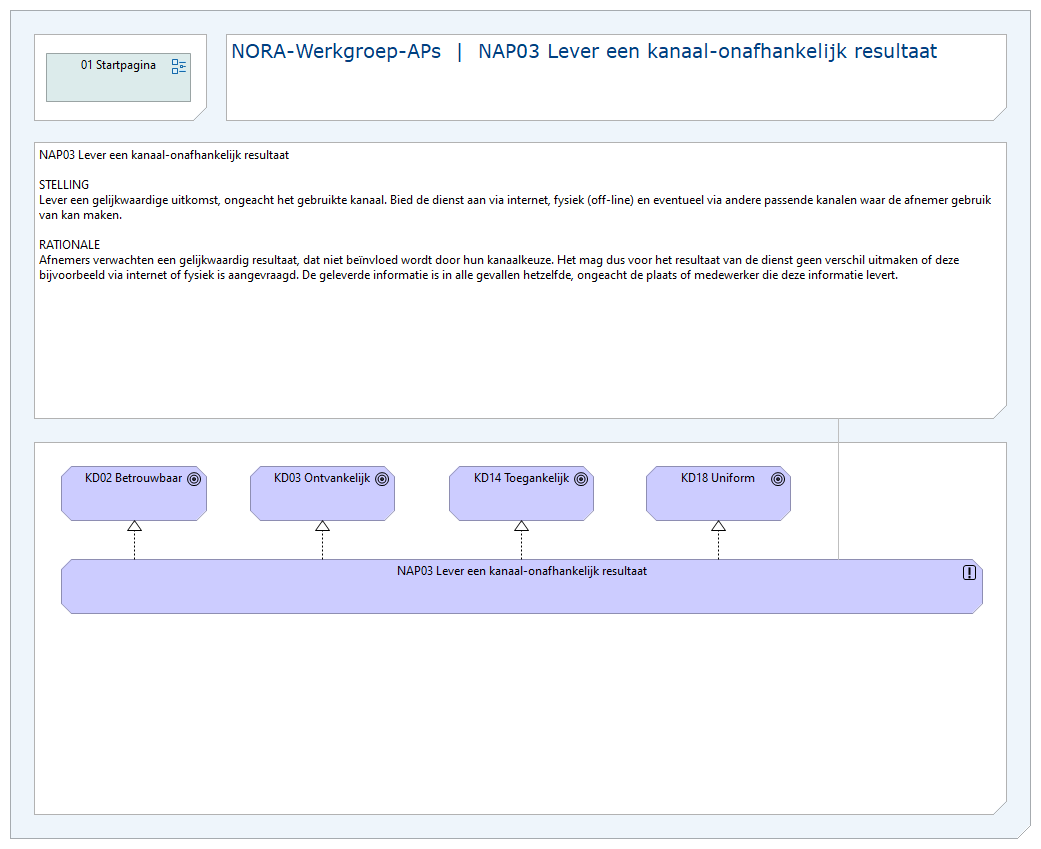 01 Startpagina
NORA-Werkgroep-APs | NAP03 Lever een kanaal-onafhankelijk resultaat
NAP03 Lever een kanaal-onafhankelijk resultaat
STELLING
Lever een gelijkwaardige uitkomst, ongeacht het gebruikte kanaal. Bied de dienst aan via internet, fysiek (off-line) en eventueel via andere passende kanalen waar de afnemer gebruik
van kan maken.
RATIONALE
Afnemers verwachten een gelijkwaardig resultaat, dat niet beïnvloed wordt door hun kanaalkeuze. Het mag dus voor het resultaat van de dienst geen verschil uitmaken of deze
bijvoorbeeld via internet of fysiek is aangevraagd. De geleverde informatie is in alle gevallen hetzelfde, ongeacht de plaats of medewerker die deze informatie levert.
KD02 Betrouwbaar
KD03 Ontvankelijk
KD14 Toegankelijk
KD18 Uniform
NAP03 Lever een kanaal-onafhankelijk resultaat